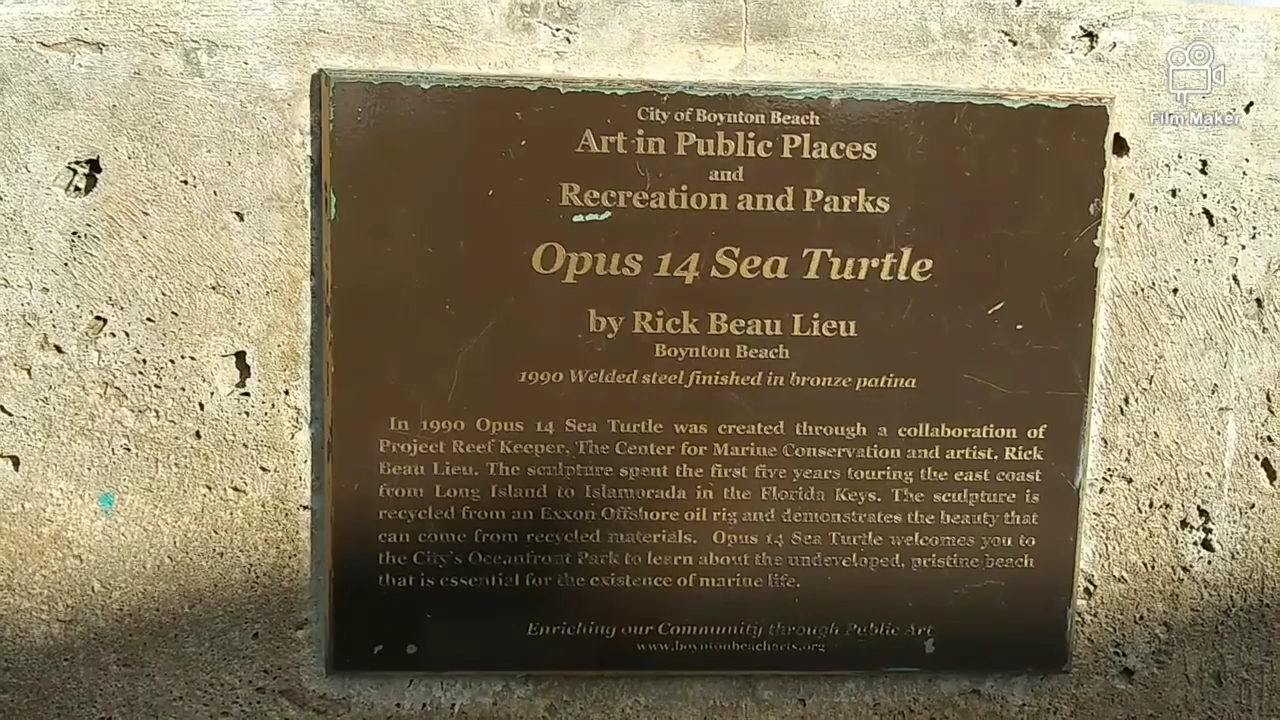 City of Boynton Beach
Art in Public Places
and
Recreation and Parks
Opus 14 Sea Turtle
by Rick Beau Lieu
Boynton Beach
1990 Welded steel finished in bronze patina
In 1990 Opus 14 Sea Turtle was created through a collaboration of
Project Reef Keeper, The Center for Marine Conservation and artist, Rick
Beau Lieu. The sculpture spent the first five years touring the east coast
from Long Island to Islamorada in the Florida Keys. The sculpture is
recycled from an Exxon Offshore oil rig and demonstrates the beauty that
can come from recycled materials. Opus 14 Sea Turtle welcomes you to
the City's Oceanfront Park to learn about the undeveloped, pristine beach
that is essential for the existence of marine life.
Enriching our Community through Public Art
www.boyntonbeacharts.org
Film Maker